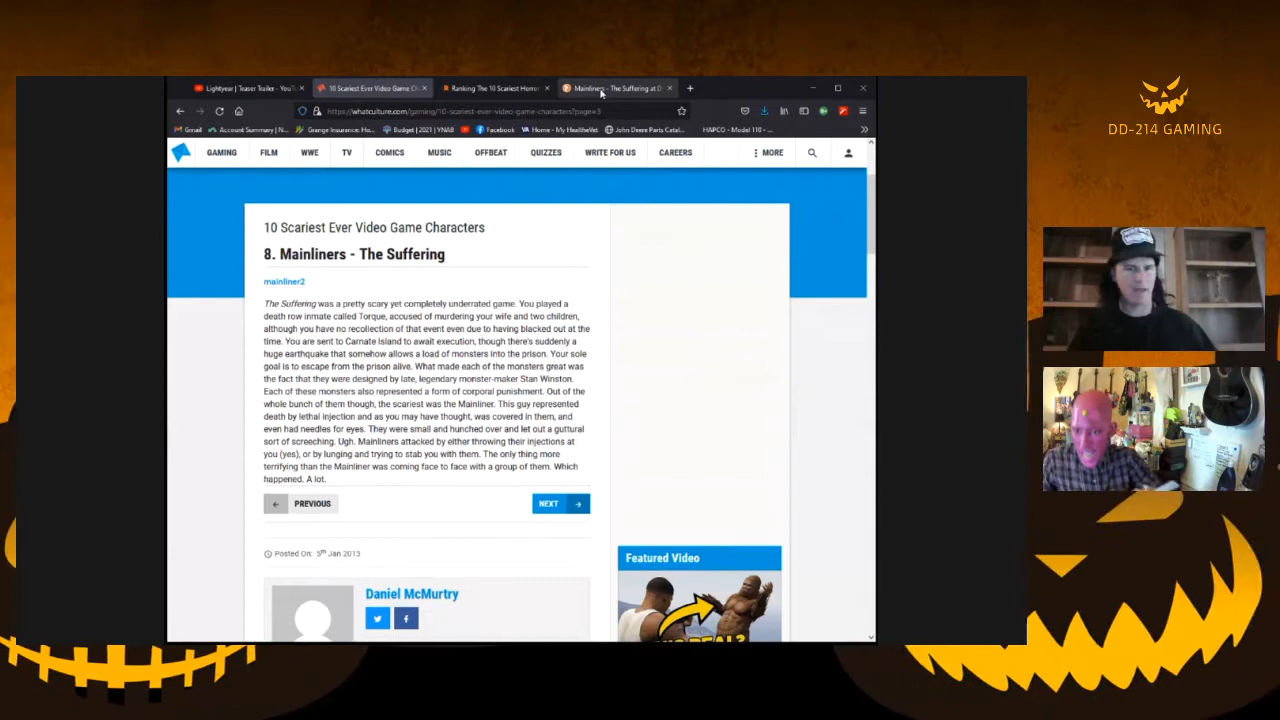 Lightyear | Teaser Trailer - YouT
10 Scariest Ever Video Game C
Ranking The 10 Scariest Horror
Mainliners - The Suffering at D
https://whatculture.com/gaming/10-scariest-ever-video-game-characters?page=3
Gmail
Account Summary | N...
Grange Insurance: Ho...
Budget | 2021 | YNAB
Facebook
Home - My HealtheVet
John Deere Parts Catal...
HAPCO - Model 110 - ...
GAMING
FILM
WWE
TV
COMICS
MUSIC
OFFBEAT
QUIZZES
WRITE FOR US
CAREERS
MORE
10 Scariest Ever Video Game Characters
8. Mainliners - The Suffering
mainliner2
The Suffering was a pretty scary yet completely underrated game. You played a
death row inmate called Torque, accused of murdering your wife and two children,
although you have no recollection of that event even due to having blacked out at the
time. You are sent to Carnate Island to await execution, though there's suddenly a
huge earthquake that somehow allows a load of monsters into the prison. Your sole
goal is to escape from the prison alive. What made each of the monsters great was
the fact that they were designed by late, legendary monster-maker Stan Winston.
Each of these monsters also represented a form of corporal punishment. Out of the
whole bunch of them though, the scariest was the Mainliner. This guy represented
death by lethal injection and as you may have thought, was covered in them, and
even had needles for eyes. They were small and hunched over and let out a guttural
sort of screeching. Ugh. Mainliners attacked by either throwing their injections at
you (yes), or by lunging and trying to stab you with them. The only thing more
terrifying than the Mainliner was coming face to face with a group of them. Which
happened. A lot.
PREVIOUS
NEXT
Posted On: 5th Jan 2013
Daniel McMurtry
Featured Video
DD-214 GAMING